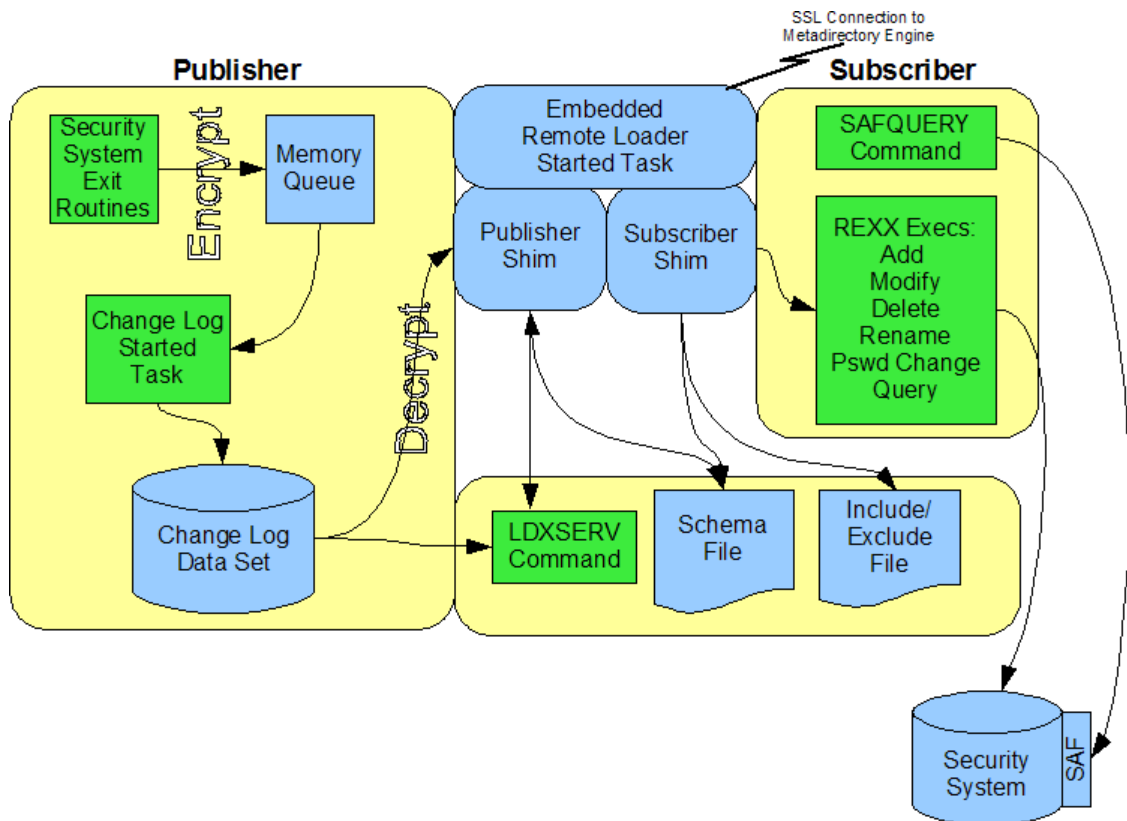 SSL Connection to
Metadirectory Engine
Publisher
Subscriber
Security
System
Exit
Routines
Encrypt
Memory
Queue
Change Log
Started
Task
Change Log
Data Set
Decrypt
Embedded
Remote Loader
Started Task
Publisher
Shim
Subscriber
Shim
SAFQUERY
Command
REXX Execs:
Add
Modify
Delete
Rename
Pswd Change
Query
LDXSERV
Command
Schema
File
Include/
Exclude
File
Security
System
SAF